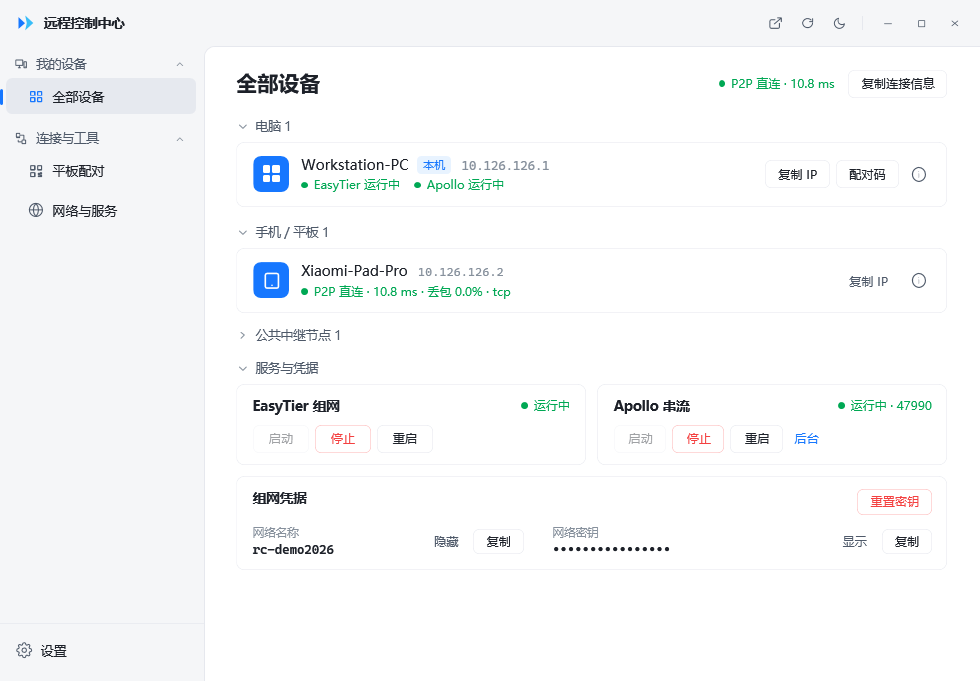 远程控制中心
我的设备
全部设备
连接与工具
平板配对
网络与服务
设置
全部设备
P2P 直连 · 10.8 ms
复制连接信息
电脑 1
Workstation-PC 本机 10.126.126.1
EasyTier 运行中 Apollo 运行中
复制 IP 配对码
手机 / 平板 1
Xiaomi-Pad-Pro 10.126.126.2
P2P 直连 · 10.8 ms · 丢包 0.0% · tcp
复制 IP
公共中继节点 1
服务与凭据
EasyTier 组网 运行中
启动 停止 重启
Apollo 串流 运行中 · 47990
启动 停止 重启 后台
组网凭据 重置密钥
网络名称
rc-demo2026
隐藏 复制
网络密钥
••••••••••••••••
显示 复制